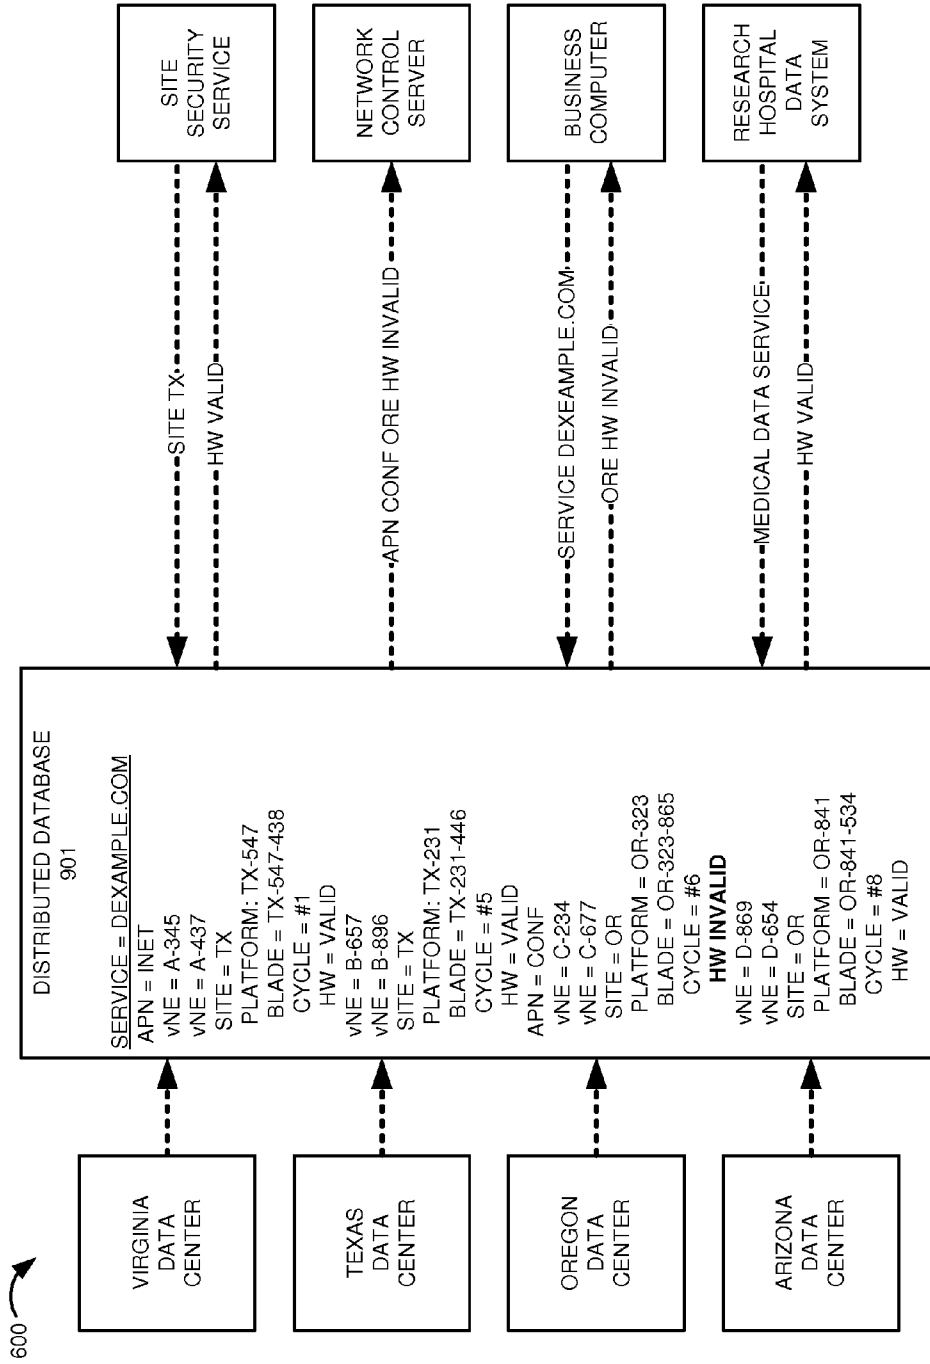 600
VIRGINIA
DATA
CENTER
TEXAS
DATA
CENTER
OREGON
DATA
CENTER
ARIZONA
DATA
CENTER
DISTRIBUTED DATABASE
901
SERVICE = DEXAMPLE.COM
APN = INET
vNE = A-345
vNE = A-437
SITE = TX
PLATFORM: TX-547
BLADE = TX-547-438
CYCLE = #1
HW = VALID
vNE = B-657
vNE = B-896
SITE = TX
PLATFORM: TX-231
BLADE = TX-231-446
CYCLE = #5
HW = VALID
APN = CONF
vNE = C-234
vNE = C-677
SITE = OR
PLATFORM = OR-323
BLADE = OR-323-865
CYCLE = #6
HW INVALID
vNE = D-869
vNE = D-654
SITE = OR
PLATFORM = OR-841
BLADE = OR-841-534
CYCLE = #8
HW = VALID
SITE TX
HW VALID
APN CONF ORE HW INVALID
SERVICE DEXEAMPLE.COM
ORE HW INVALID
MEDICAL DATA SERVICE
HW VALID
SITE
SECURITY
SERVICE
NETWORK
CONTROL
SERVER
BUSINESS
COMPUTER
RESEARCH
HOSPITAL
DATA
SYSTEM